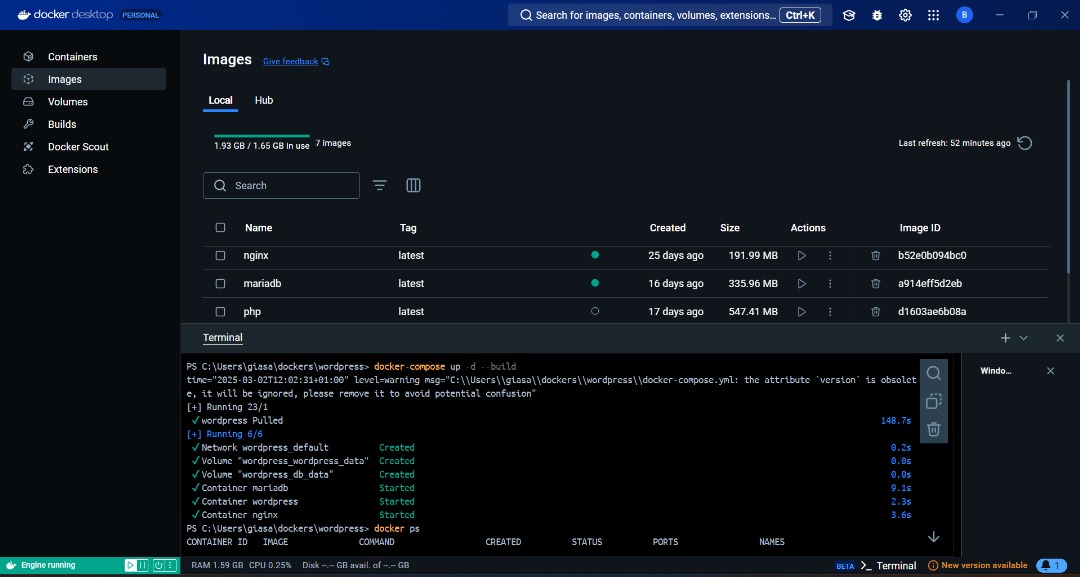 docker desktop PERSONAL
Search for images, containers, volumes, extensions... Ctrl+K
B
Containers
Images
Volumes
Builds
Docker Scout
Extensions
Images Give feedback
Local Hub
1.93 GB / 1.65 GB in use 7 images
Last refresh: 52 minutes ago
Search
Name Tag Created Size Actions Image ID
nginx latest 25 days ago 191.99 MB b52e0b094bc0
mariadb latest 16 days ago 335.96 MB a914eff5d2eb
php latest 17 days ago 547.41 MB d1603ae6b08a
Terminal
PS C:\Users\giasa\dockers\wordpress> docker-compose up -d --build
time="2025-03-02T12:02:31+01:00" level=warning msg="C:\\Users\\giasa\\dockers\\wordpress\\docker-compose.yml: the attribute `version` is obsolet
e, it will be ignored, please remove it to avoid potential confusion"
[+] Running 23/1
✓ wordpress Pulled 148.7s
[+] Running 6/6
✓ Network wordpress_default Created 0.2s
✓ Volume "wordpress_wordpress_data" Created 0.0s
✓ Volume "wordpress_db_data" Created 0.0s
✓ Container mariadb Started 9.1s
✓ Container wordpress Started 2.3s
✓ Container nginx Started 3.6s
PS C:\Users\giasa\dockers\wordpress> docker ps
CONTAINER ID IMAGE COMMAND CREATED STATUS PORTS NAMES
Windo...
Engine running
RAM 1.59 GB CPU 0.25% Disk --.-- GB avail. of --.-- GB
BETA >_ Terminal
New version available
1